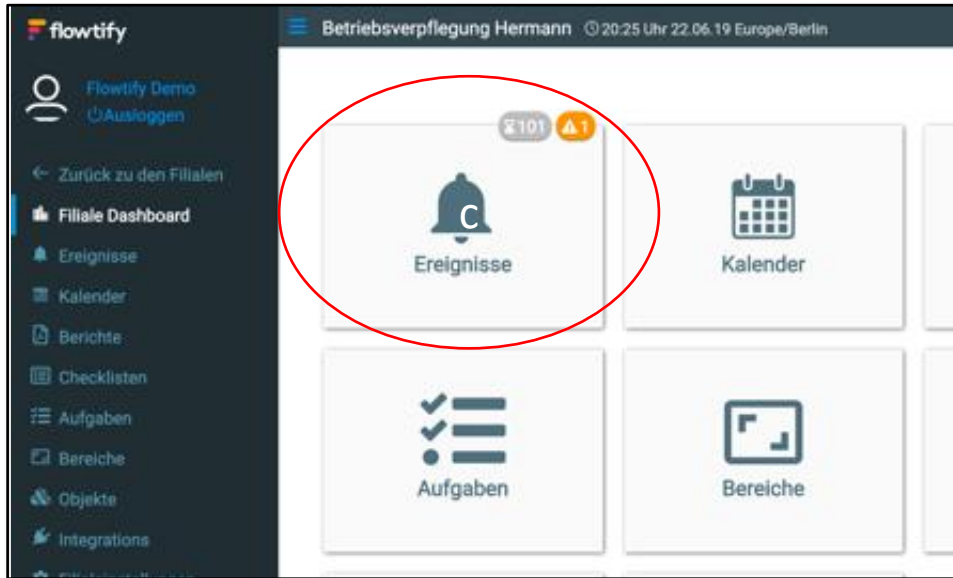 flowtify
Betriebsverpflegung Hermann 20:25 Uhr 22.06.19 Europe/Berlin
Flowtify Demo
Ausloggen
Zurück zu den Filialen
Filiale Dashboard
Ereignisse
Kalender
Berichte
Checklisten
Aufgaben
Bereiche
Objekte
Integrations
101 1
C
Ereignisse
Kalender
Aufgaben
Bereiche